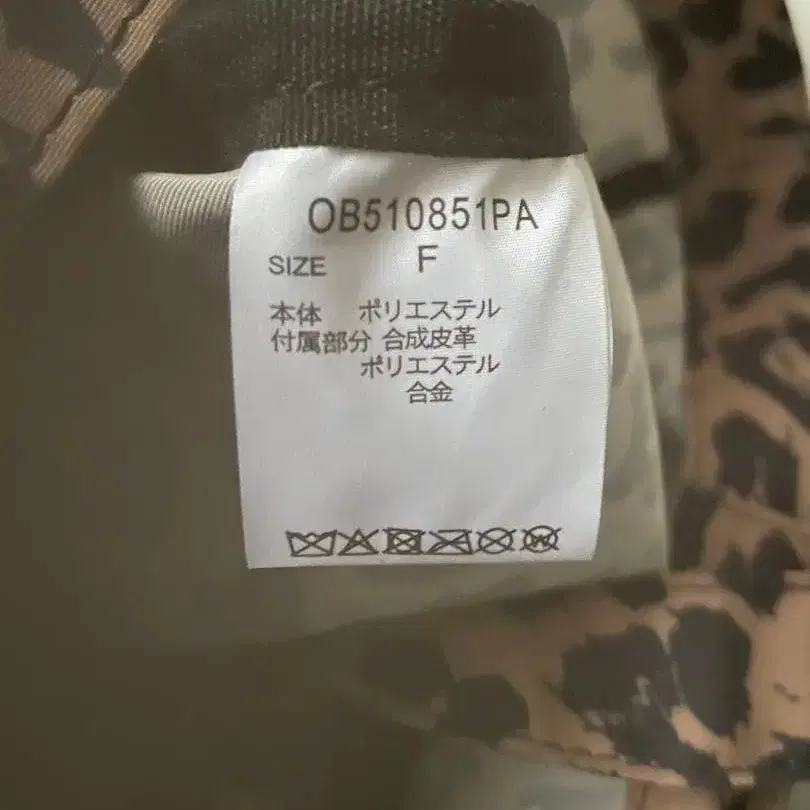 OB510851PA
SIZE F
本体 ポリエステル
付属部分 合成皮革
ポリエステル
合金